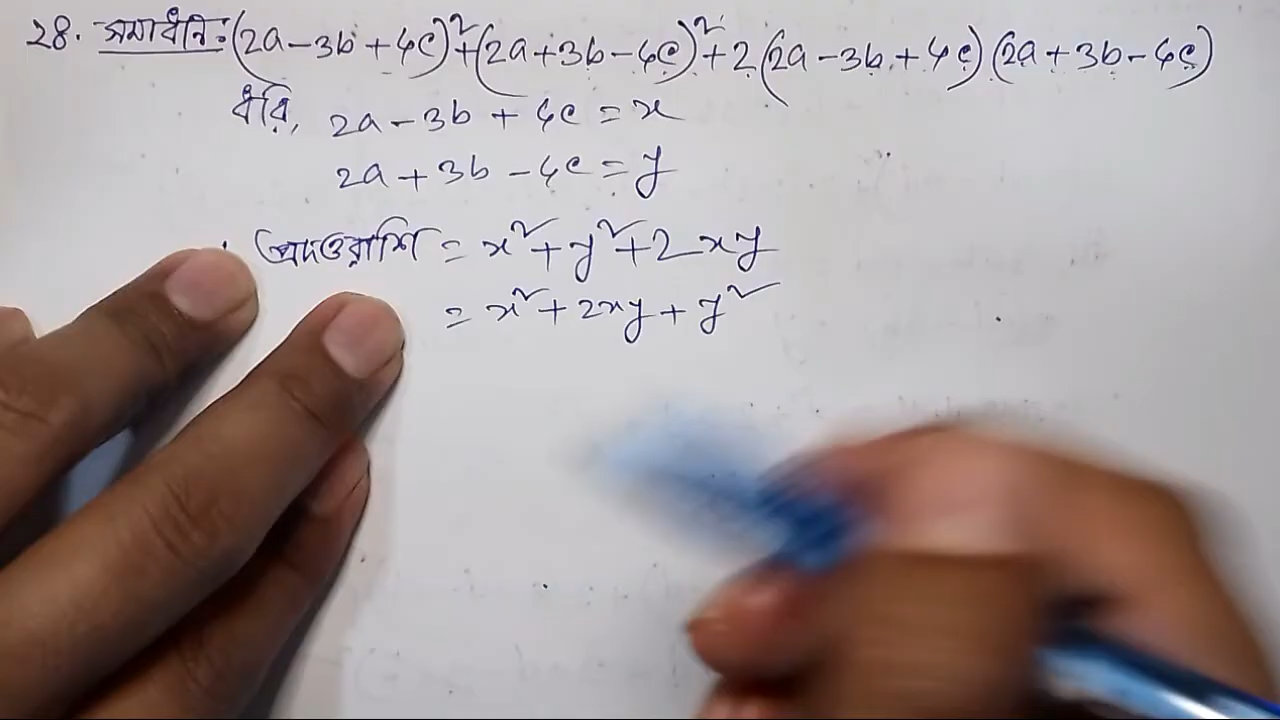 28. সমাধান : (2a-3b+4c)²+(2a+3b-4c)²+2(2a-3b+4c)(2a+3b-4c)
ধরি, 2a-3b+4c=x
2a+3b-4c=y
প্রদত্তরাশি = x²+y²+2xy
= x²+2xy+y²